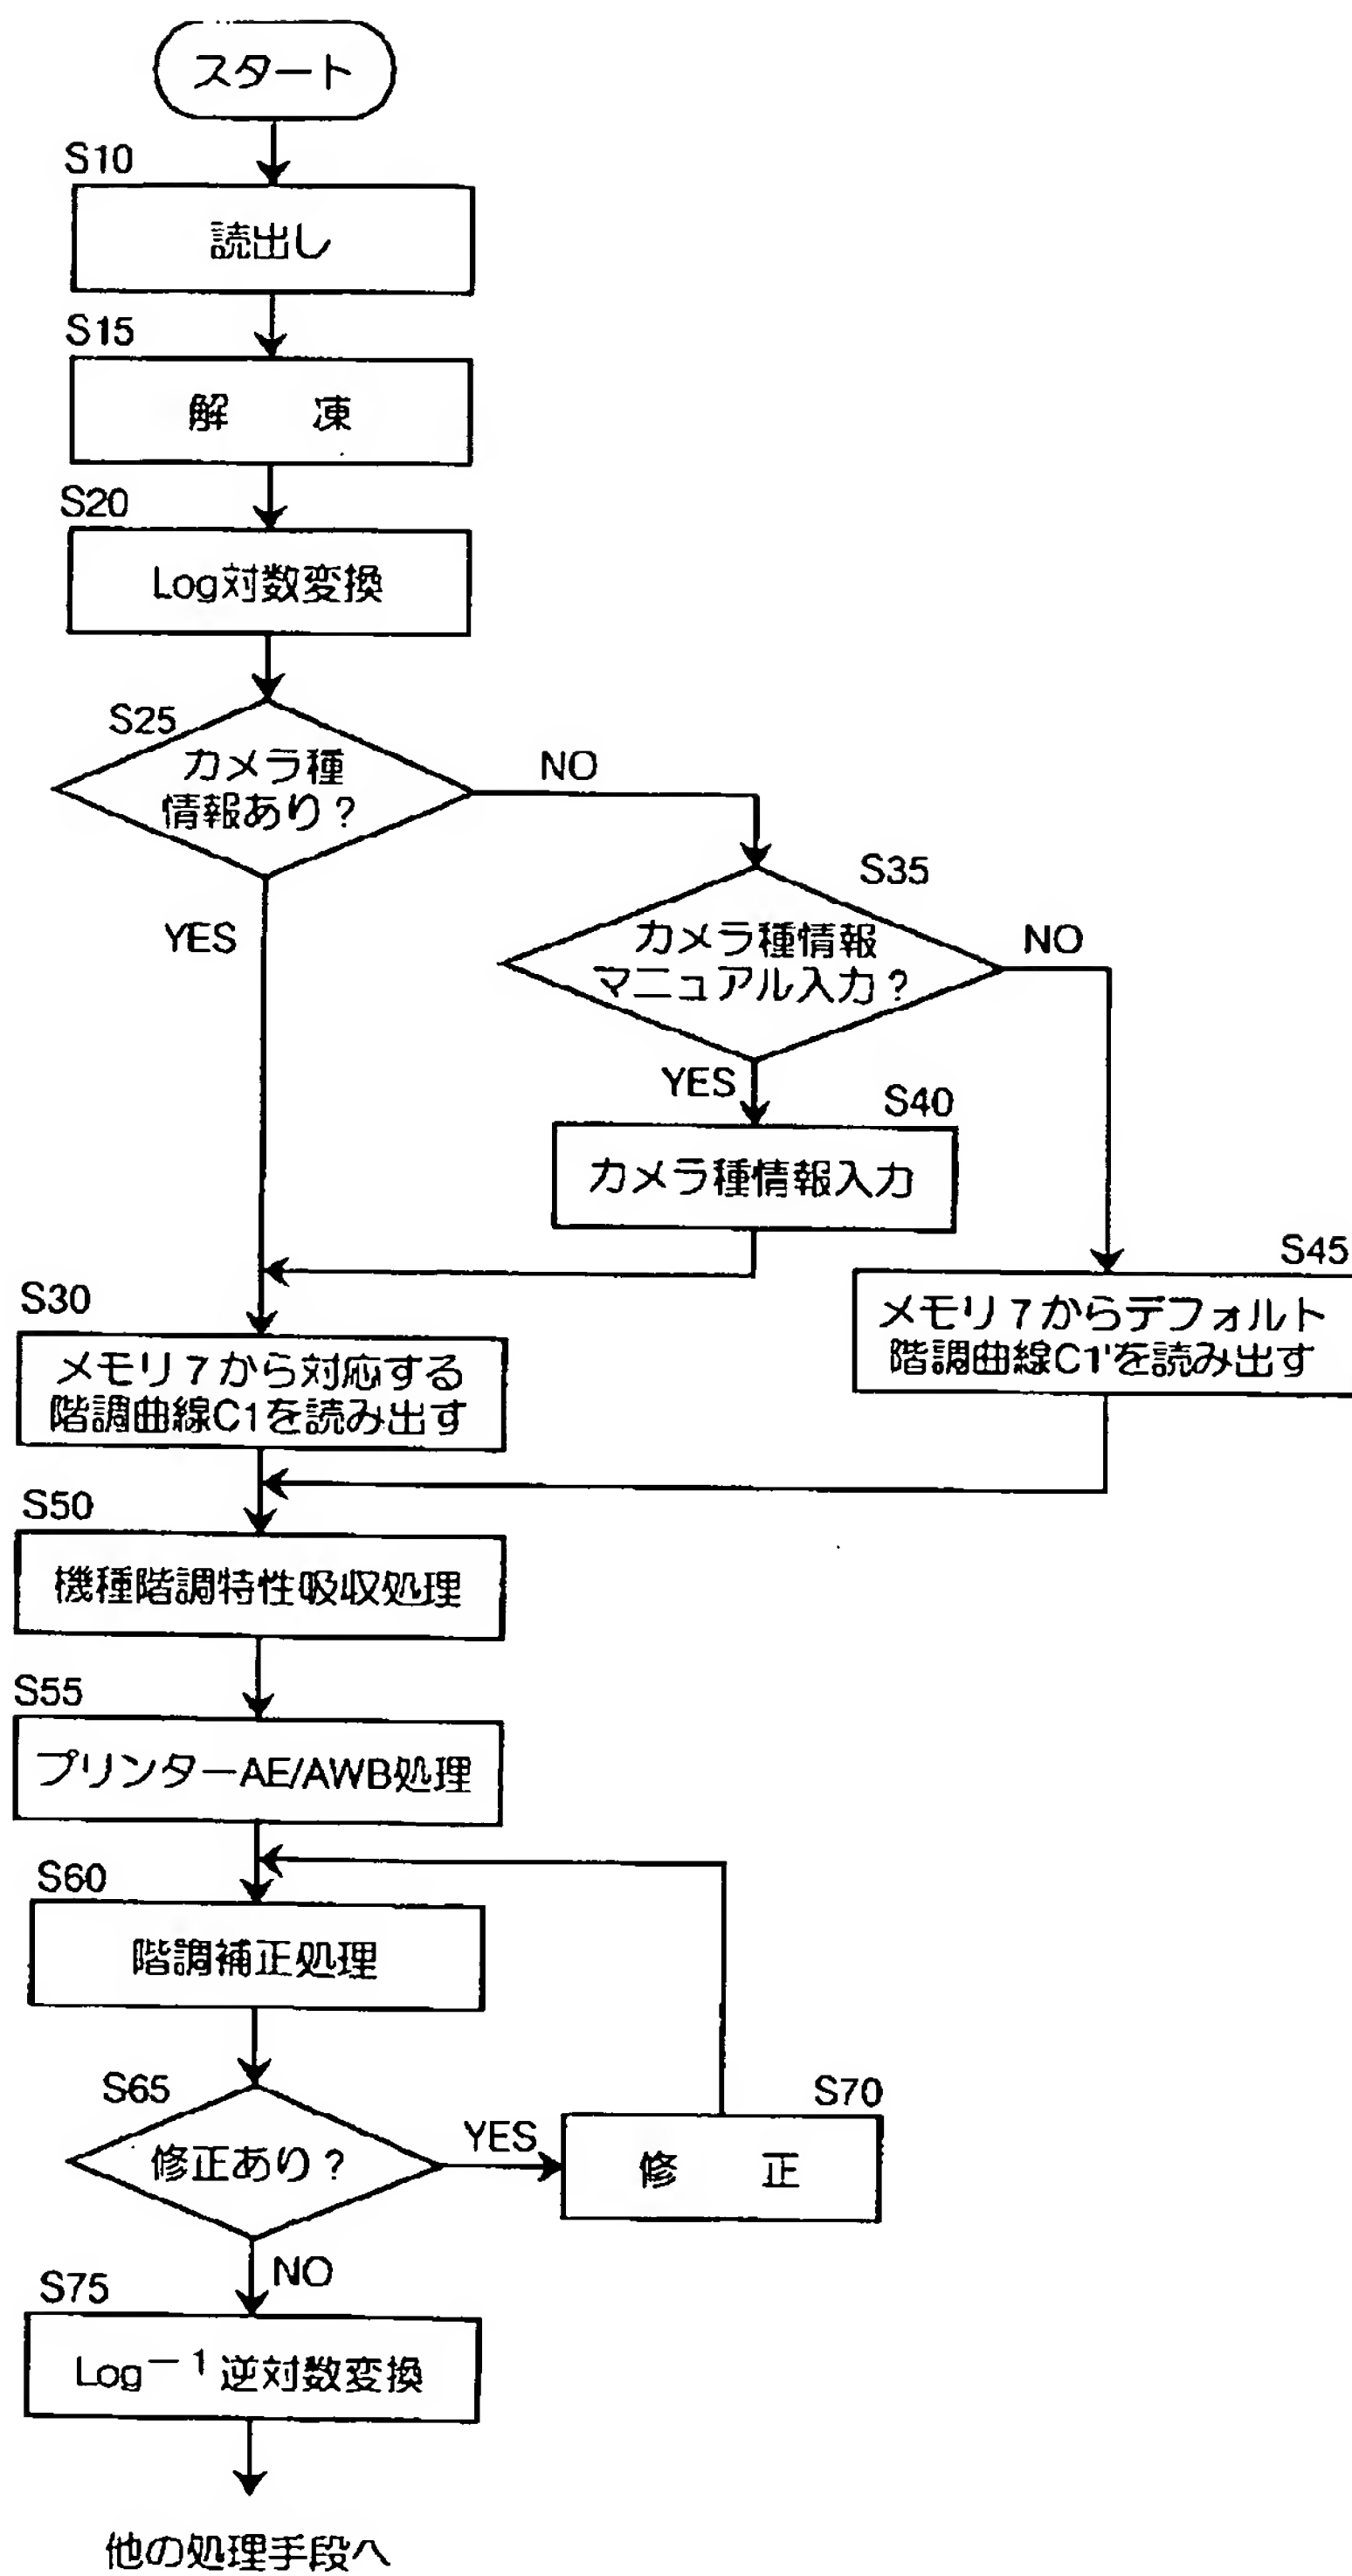 スタート
S10
読出し
S15
解 凍
S20
Log対数変換
S25
カメラ種
情報あり?
NO
YES
S35
カメラ種情報
マニュアル入力?
NO
YES
S40
カメラ種情報入力
S45
メモリ7からデフォルト
階調曲線C1'を読み出す
S30
メモリ7から対応する
階調曲線C1を読み出す
S50
機種階調特性吸収処理
S55
プリンターAE/AWB処理
S60
階調補正処理
S65
修正あり?
YES
S70
修 正
NO
S75
Log⁻¹逆対数変換
他の処理手段へ